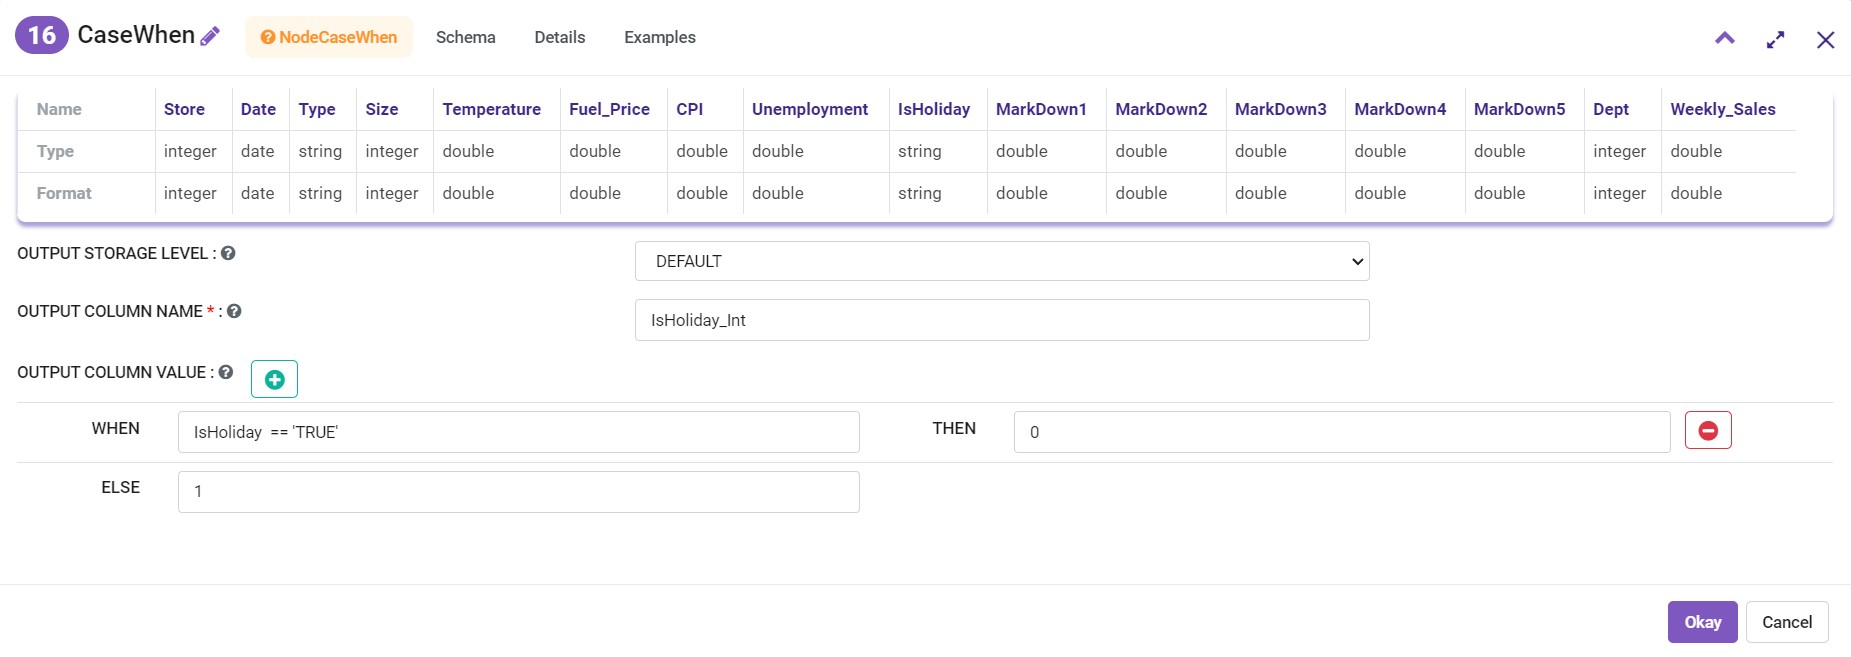 16 CaseWhen NodeCaseWhen Schema Details Examples
Name Store Date Type Size Temperature Fuel_Price CPI Unemployment IsHoliday MarkDown1 MarkDown2 MarkDown3 MarkDown4 MarkDown5 Dept Weekly_Sales
Type integer date string integer double double double double string double double double double double integer double
Format integer date string integer double double double double string double double double double double integer double
OUTPUT STORAGE LEVEL : DEFAULT
OUTPUT COLUMN NAME * : IsHoliday_Int
OUTPUT COLUMN VALUE :
WHEN IsHoliday == 'TRUE' THEN 0
ELSE 1
Okay Cancel